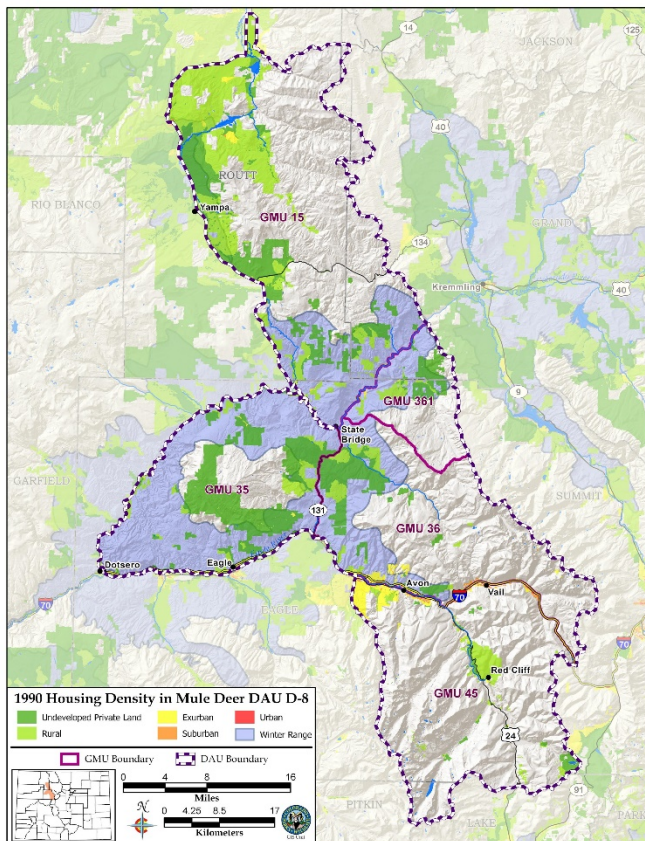 JACKSON
14
125
40
ROUTT
RIO BLANCO
Yampa
GMU 15
GRAND
134
Kremmling
40
9
GMU 361
State
Bridge
GARFIELD
GMU 35
SUMMIT
131
GMU 36
Eagle
Dotsero
70
EAGLE
Avon
70
Vail
70
Red Cliff
GMU 45
24
91
PITKIN
LAKE
PARK
1990 Housing Density in Mule Deer DAU D-8
Undeveloped Private Land
Exurban
Urban
Rural
Suburban
Winter Range
GMU Boundary
DAU Boundary
0 4 8 16
Miles
N
0 4.25 8.5 17
Kilometers